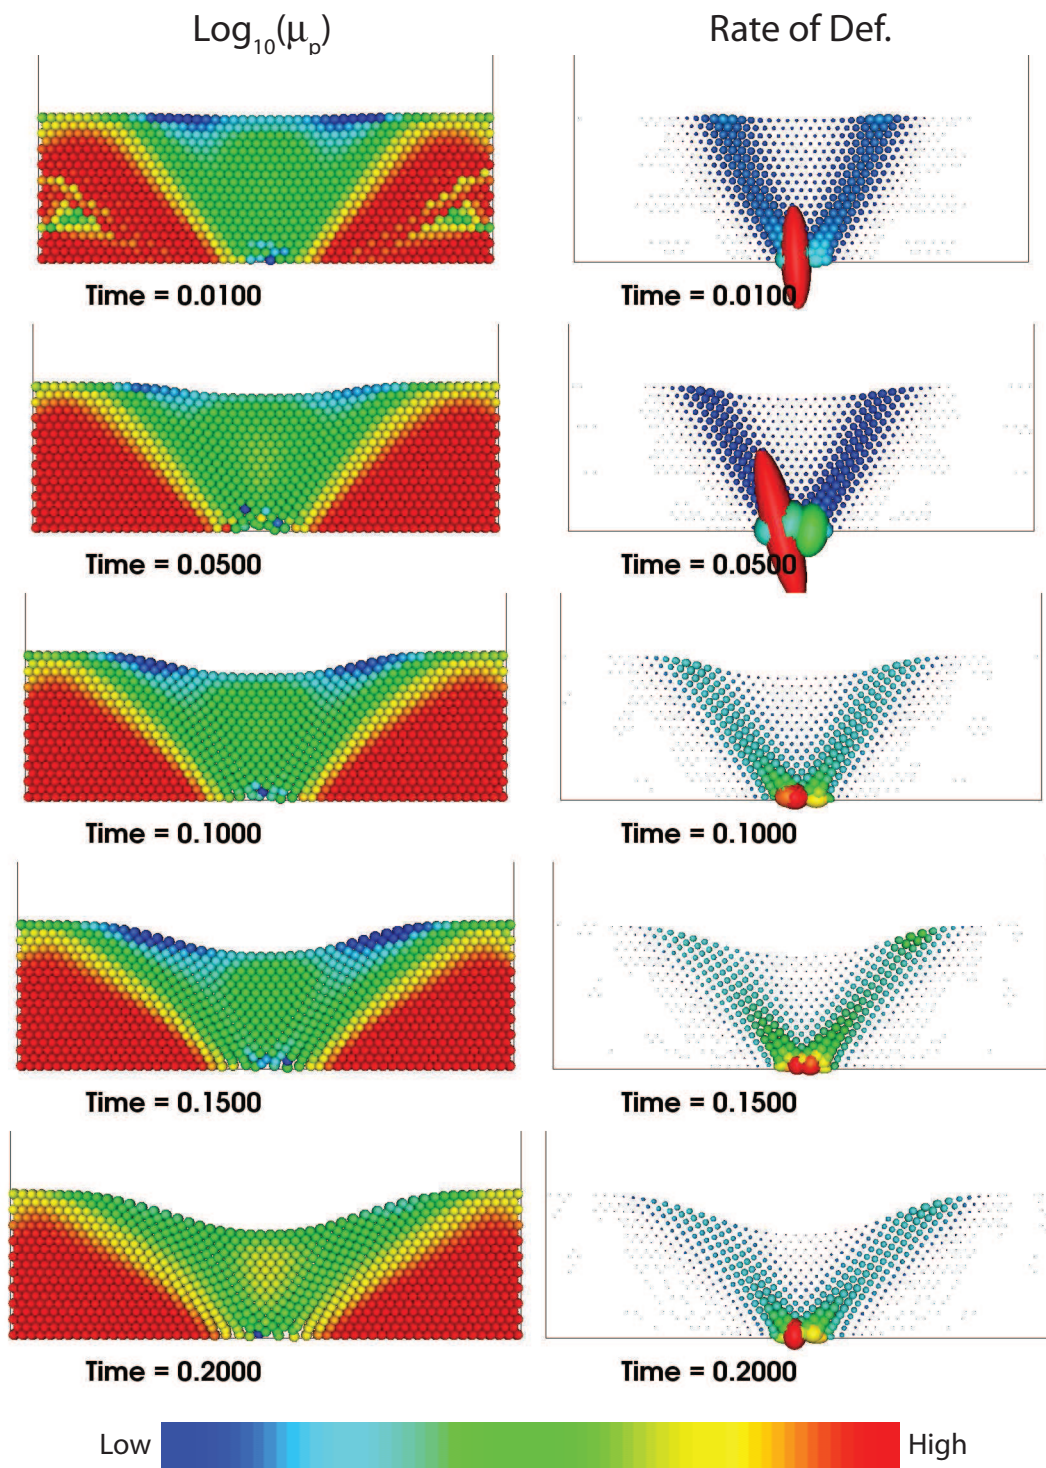 Log₁₀(μₚ) Rate of Def.
Time = 0.0100 Time = 0.0100
Time = 0.0500 Time = 0.0500
Time = 0.1000 Time = 0.1000
Time = 0.1500 Time = 0.1500
Time = 0.2000 Time = 0.2000
Low High